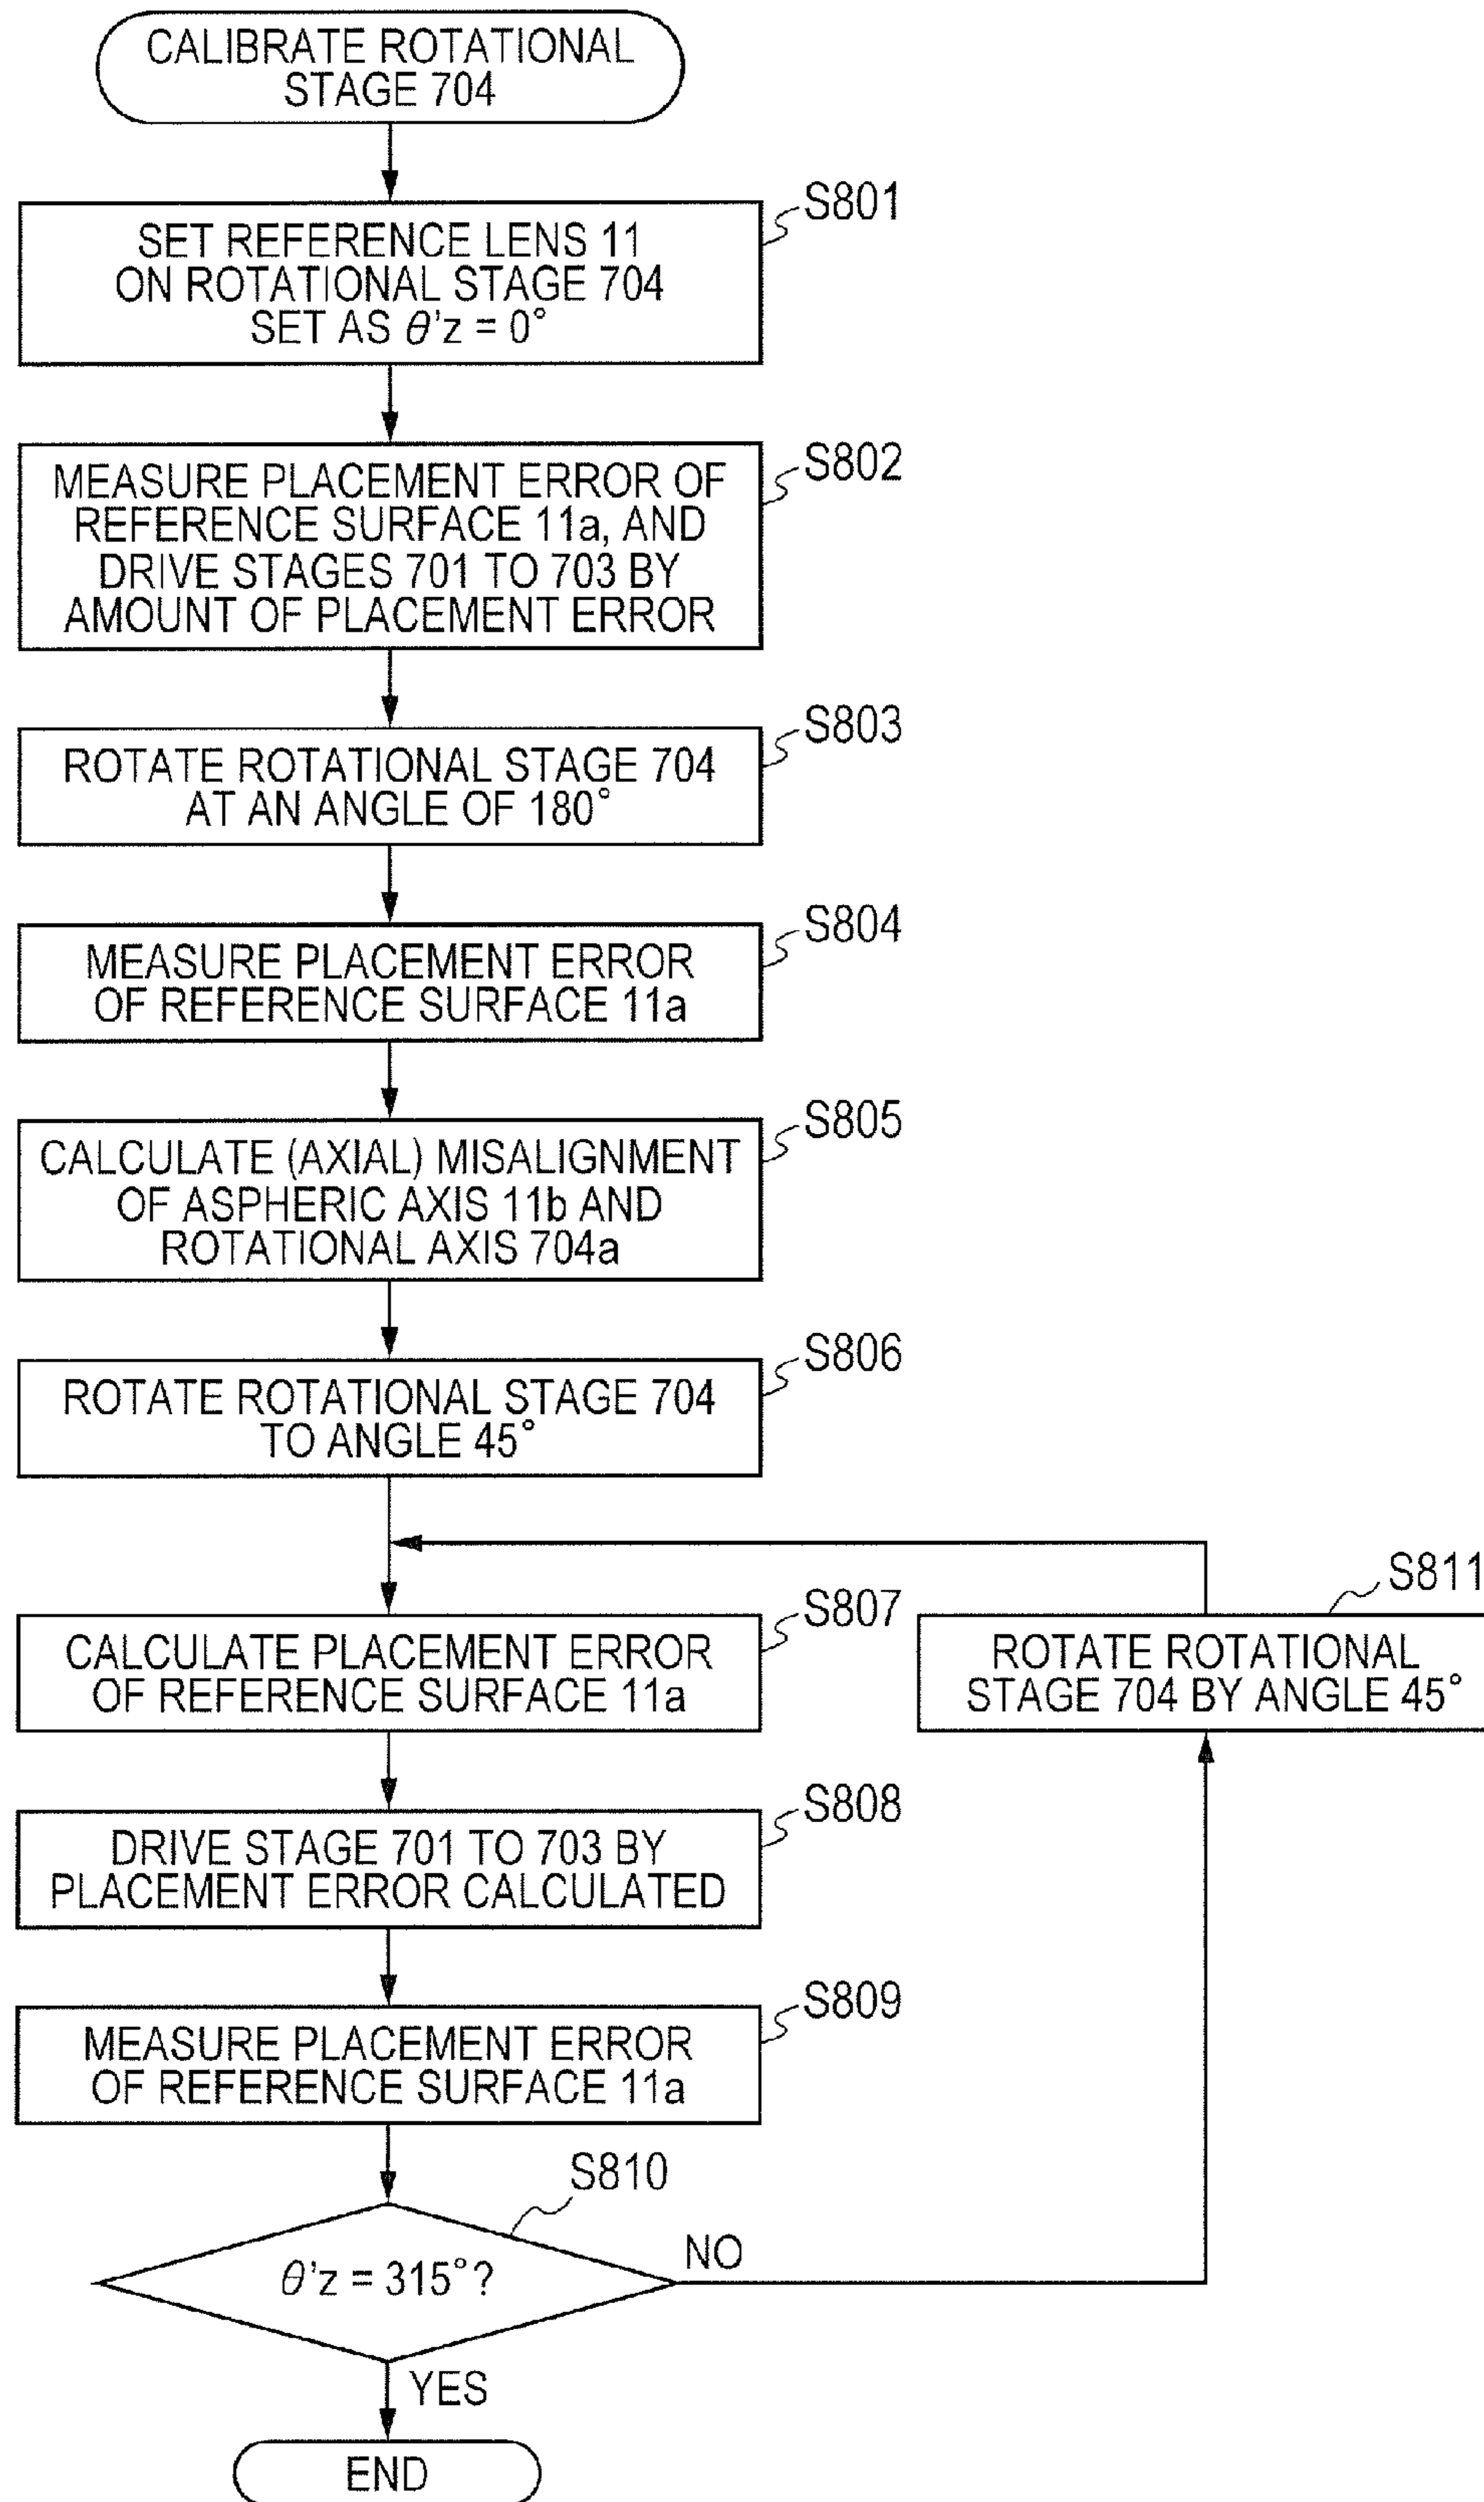 CALIBRATE ROTATIONAL
STAGE 704
S801
SET REFERENCE LENS 11
ON ROTATIONAL STAGE 704
SET AS θ'z = 0°
S802
MEASURE PLACEMENT ERROR OF
REFERENCE SURFACE 11a, AND
DRIVE STAGES 701 TO 703 BY
AMOUNT OF PLACEMENT ERROR
S803
ROTATE ROTATIONAL STAGE 704
AT AN ANGLE OF 180°
S804
MEASURE PLACEMENT ERROR
OF REFERENCE SURFACE 11a
S805
CALCULATE (AXIAL) MISALIGNMENT
OF ASPHERIC AXIS 11b AND
ROTATIONAL AXIS 704a
S806
ROTATE ROTATIONAL STAGE 704
TO ANGLE 45°
S807
CALCULATE PLACEMENT ERROR
OF REFERENCE SURFACE 11a
S811
ROTATE ROTATIONAL
STAGE 704 BY ANGLE 45°
S808
DRIVE STAGE 701 TO 703 BY
PLACEMENT ERROR CALCULATED
S809
MEASURE PLACEMENT ERROR
OF REFERENCE SURFACE 11a
S810
θ'z = 315°?
NO
YES
END